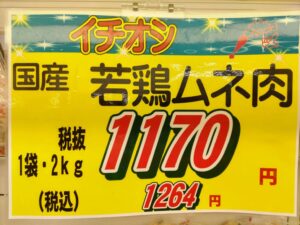 イチオシ
国産 若鶏ムネ肉
税抜
1袋・2kg 1170 円
(税込) 1264 円